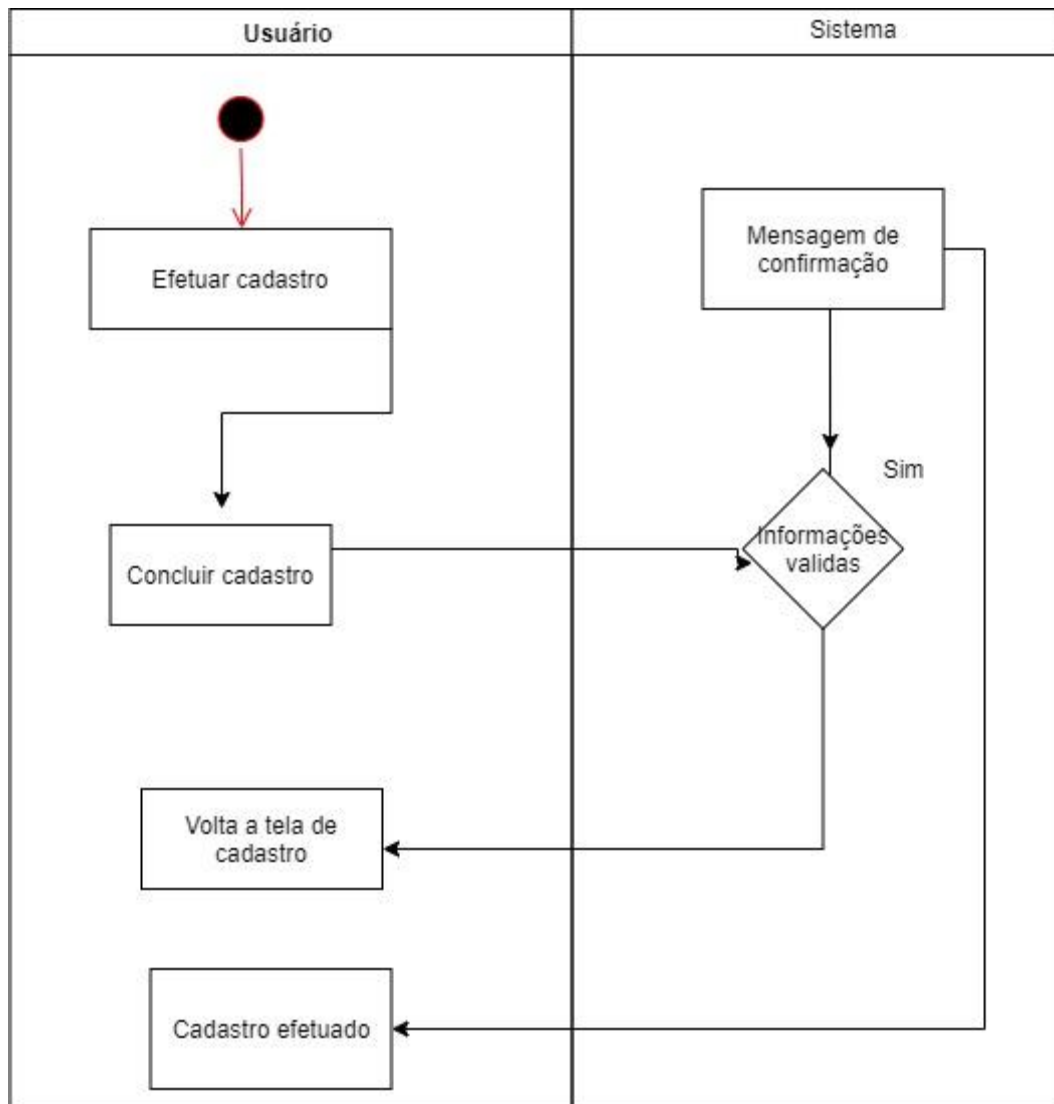 Usuário
Sistema
Efetuar cadastro
Mensagem de
confirmação
Sim
Concluir cadastro
Informações
validas
Volta a tela de
cadastro
Cadastro efetuado